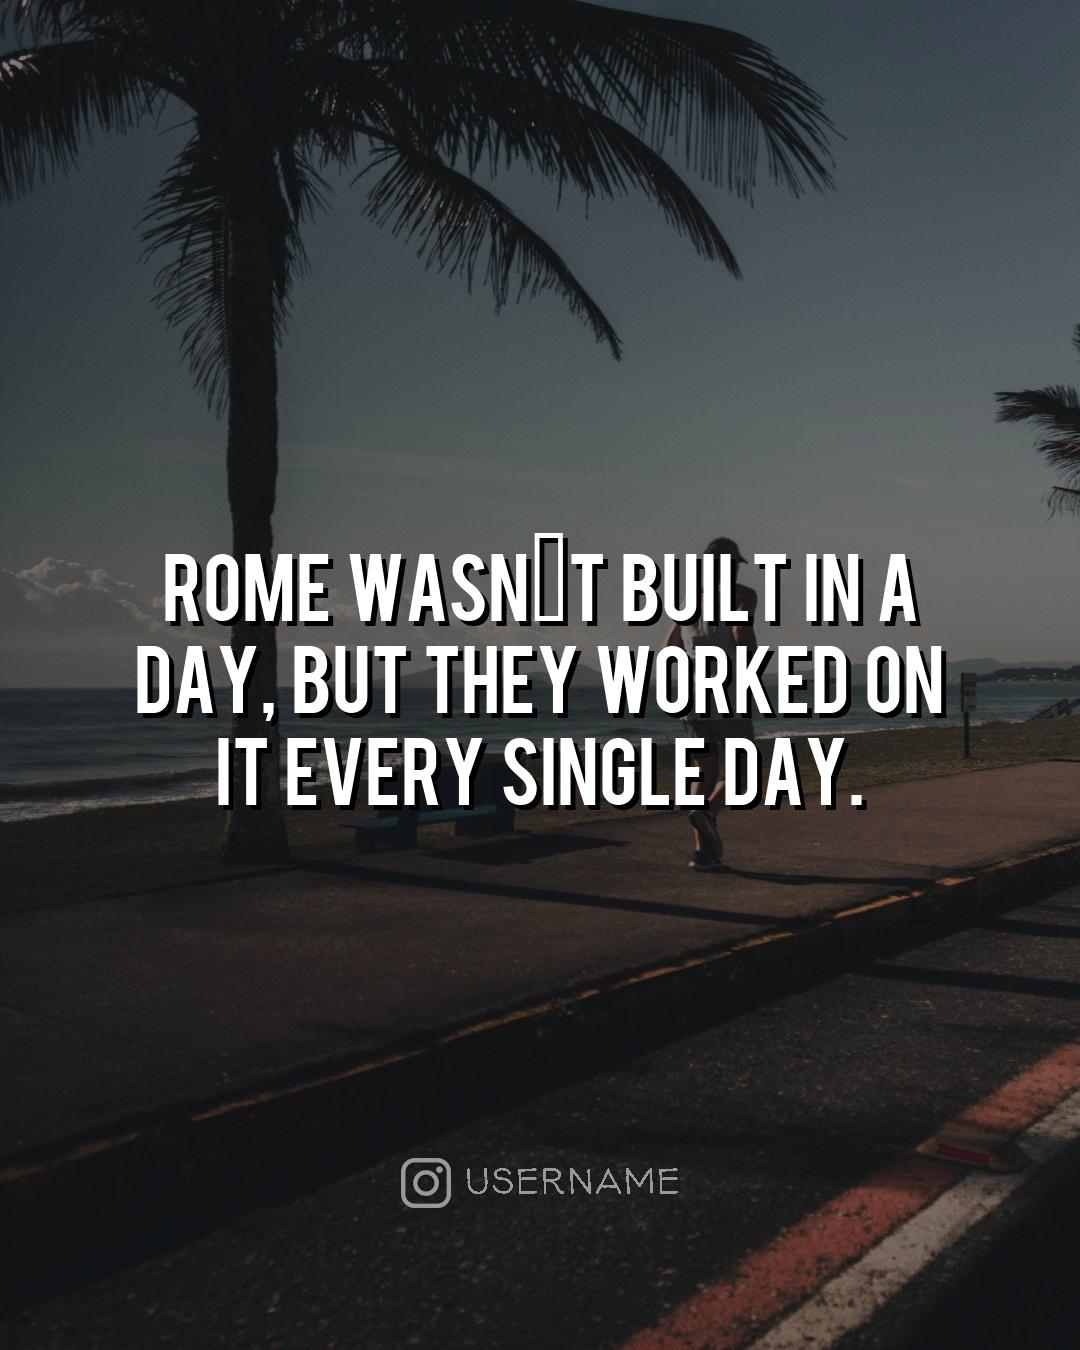 ROME WASN▯T BUILT IN A
DAY, BUT THEY WORKED ON
IT EVERY SINGLE DAY.
USERNAME